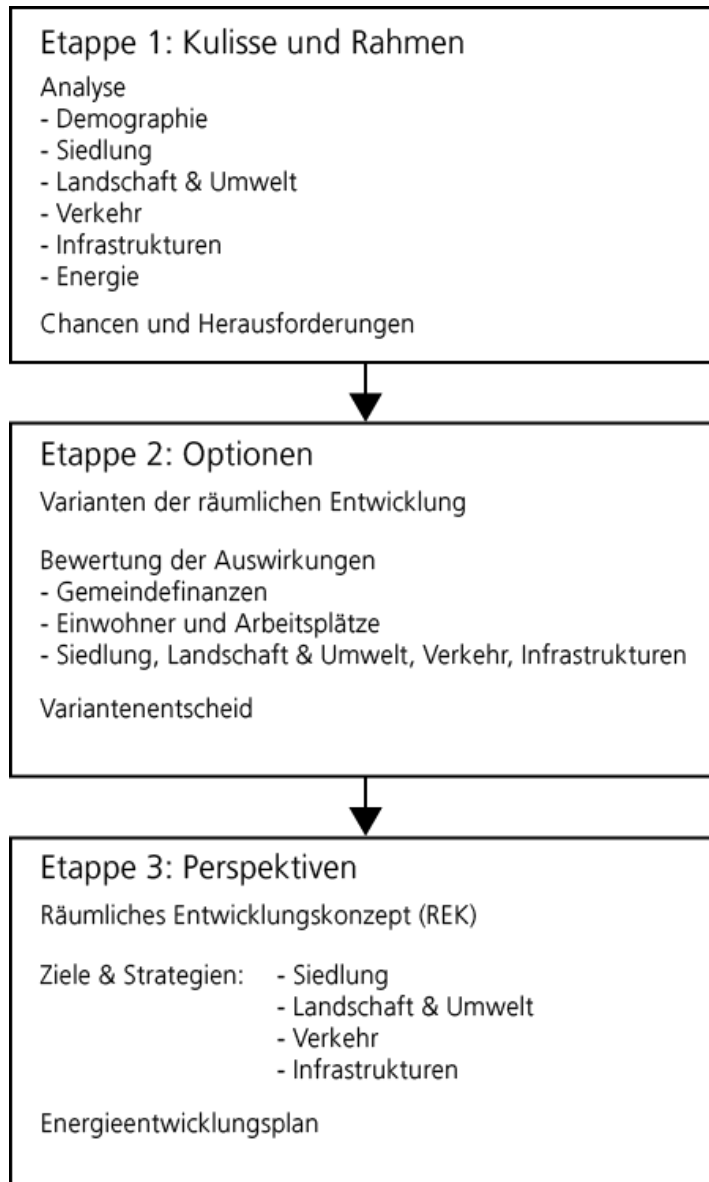 Etappe 1: Kulisse und Rahmen
Analyse
- Demographie
- Siedlung
- Landschaft & Umwelt
- Verkehr
- Infrastrukturen
- Energie
Chancen und Herausforderungen
Etappe 2: Optionen
Varianten der räumlichen Entwicklung
Bewertung der Auswirkungen
- Gemeindefinanzen
- Einwohner und Arbeitsplätze
- Siedlung, Landschaft & Umwelt, Verkehr, Infrastrukturen
Variantenentscheid
Etappe 3: Perspektiven
Räumliches Entwicklungskonzept (REK)
Ziele & Strategien: - Siedlung
- Landschaft & Umwelt
- Verkehr
- Infrastrukturen
Energieentwicklungsplan